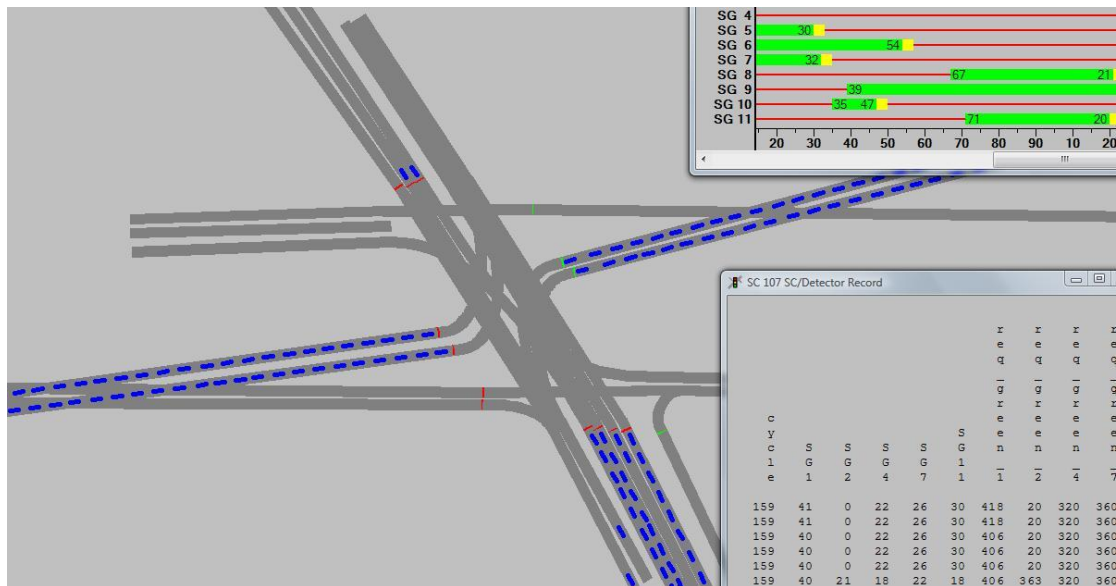 SG 4
SG 5 30
SG 6 54
SG 7 32
SG 8 67 21
SG 9 39
SG 10 35 47
SG 11 71 20
20 30 40 50 60 70 80 90 10 20
SC 107 SC/Detector Record
r r r r
e e e e
q q q q
_ _ _ _
g g g g
r r r r
c e e e e
y S e e e e
c S S S S G n n n n
l G G G G 1 _ _ _ _
e 1 2 4 7 1 1 2 4 7
159 41 0 22 26 30 418 20 320 360
159 41 0 22 26 30 418 20 320 360
159 40 0 22 26 30 406 20 320 360
159 40 0 22 26 30 406 20 320 360
159 40 0 22 26 30 406 20 320 360
159 40 21 18 22 18 406 363 320 360